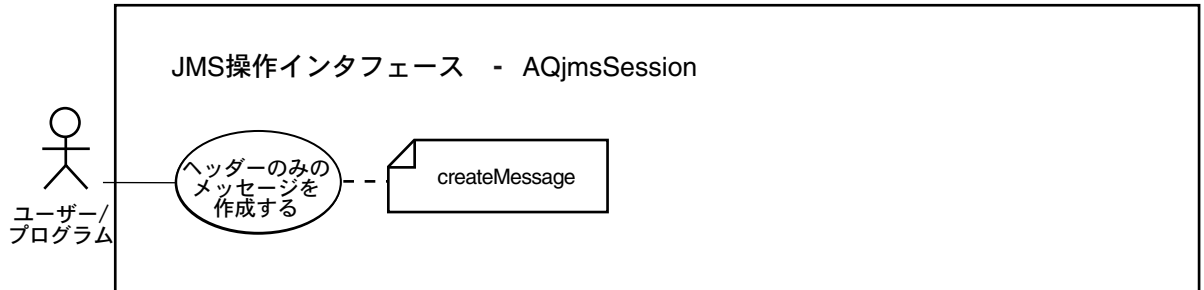 JMS操作インタフェース - AQjmsSession
ヘッダーのみの
メッセージを
作成する
createMessage
ユーザー/
プログラム